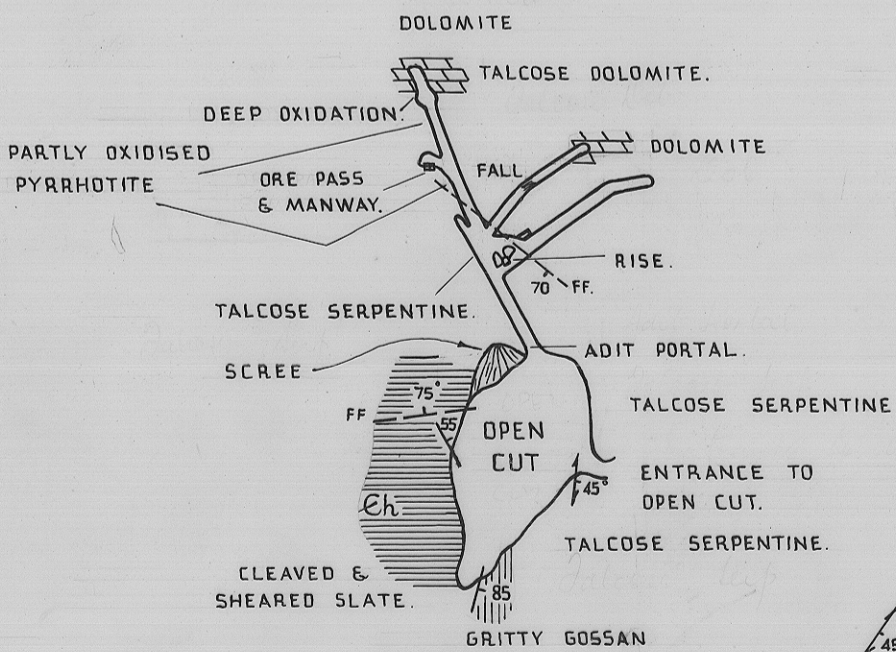 DOLOMITE
TALCOSE DOLOMITE.
DEEP OXIDATION.
PARTLY OXIDISED
PYRRHOTITE
ORE PASS
& MANWAY.
FALL
DOLOMITE
RISE.
70 FF.
TALCOSE SERPENTINE.
ADIT PORTAL.
SCREE
75°
FF
55
OPEN
CUT
TALCOSE SERPENTINE
45°
ENTRANCE TO
OPEN CUT.
Єh
TALCOSE SERPENTINE.
CLEAVED &
SHEARED SLATE.
85
GRITTY GOSSAN
45